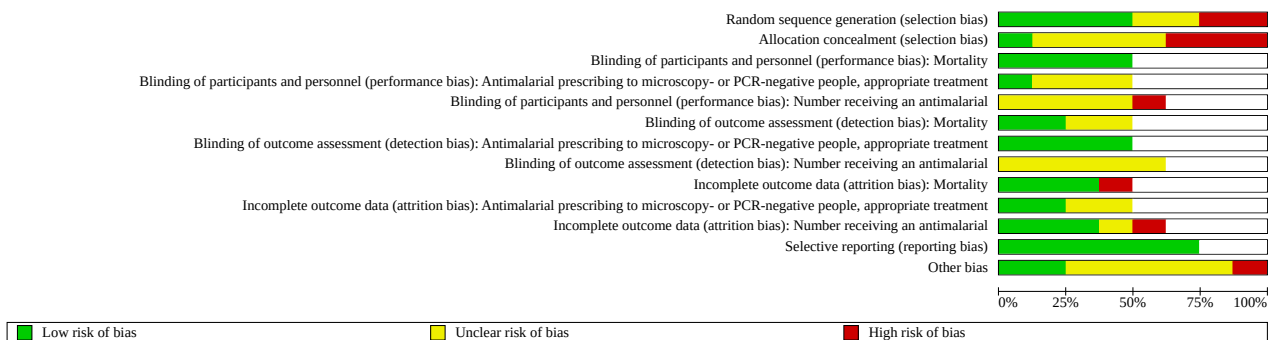 Random sequence generation (selection bias)
Allocation concealment (selection bias)
Blinding of participants and personnel (performance bias): Mortality
Blinding of participants and personnel (performance bias): Antimalarial prescribing to microscopy- or PCR-negative people, appropriate treatment
Blinding of participants and personnel (performance bias): Number receiving an antimalarial
Blinding of outcome assessment (detection bias): Mortality
Blinding of outcome assessment (detection bias): Antimalarial prescribing to microscopy- or PCR-negative people, appropriate treatment
Blinding of outcome assessment (detection bias): Number receiving an antimalarial
Incomplete outcome data (attrition bias): Mortality
Incomplete outcome data (attrition bias): Antimalarial prescribing to microscopy- or PCR-negative people, appropriate treatment
Incomplete outcome data (attrition bias): Number receiving an antimalarial
Selective reporting (reporting bias)
Other bias
0% 25% 50% 75% 100%
Low risk of bias Unclear risk of bias High risk of bias